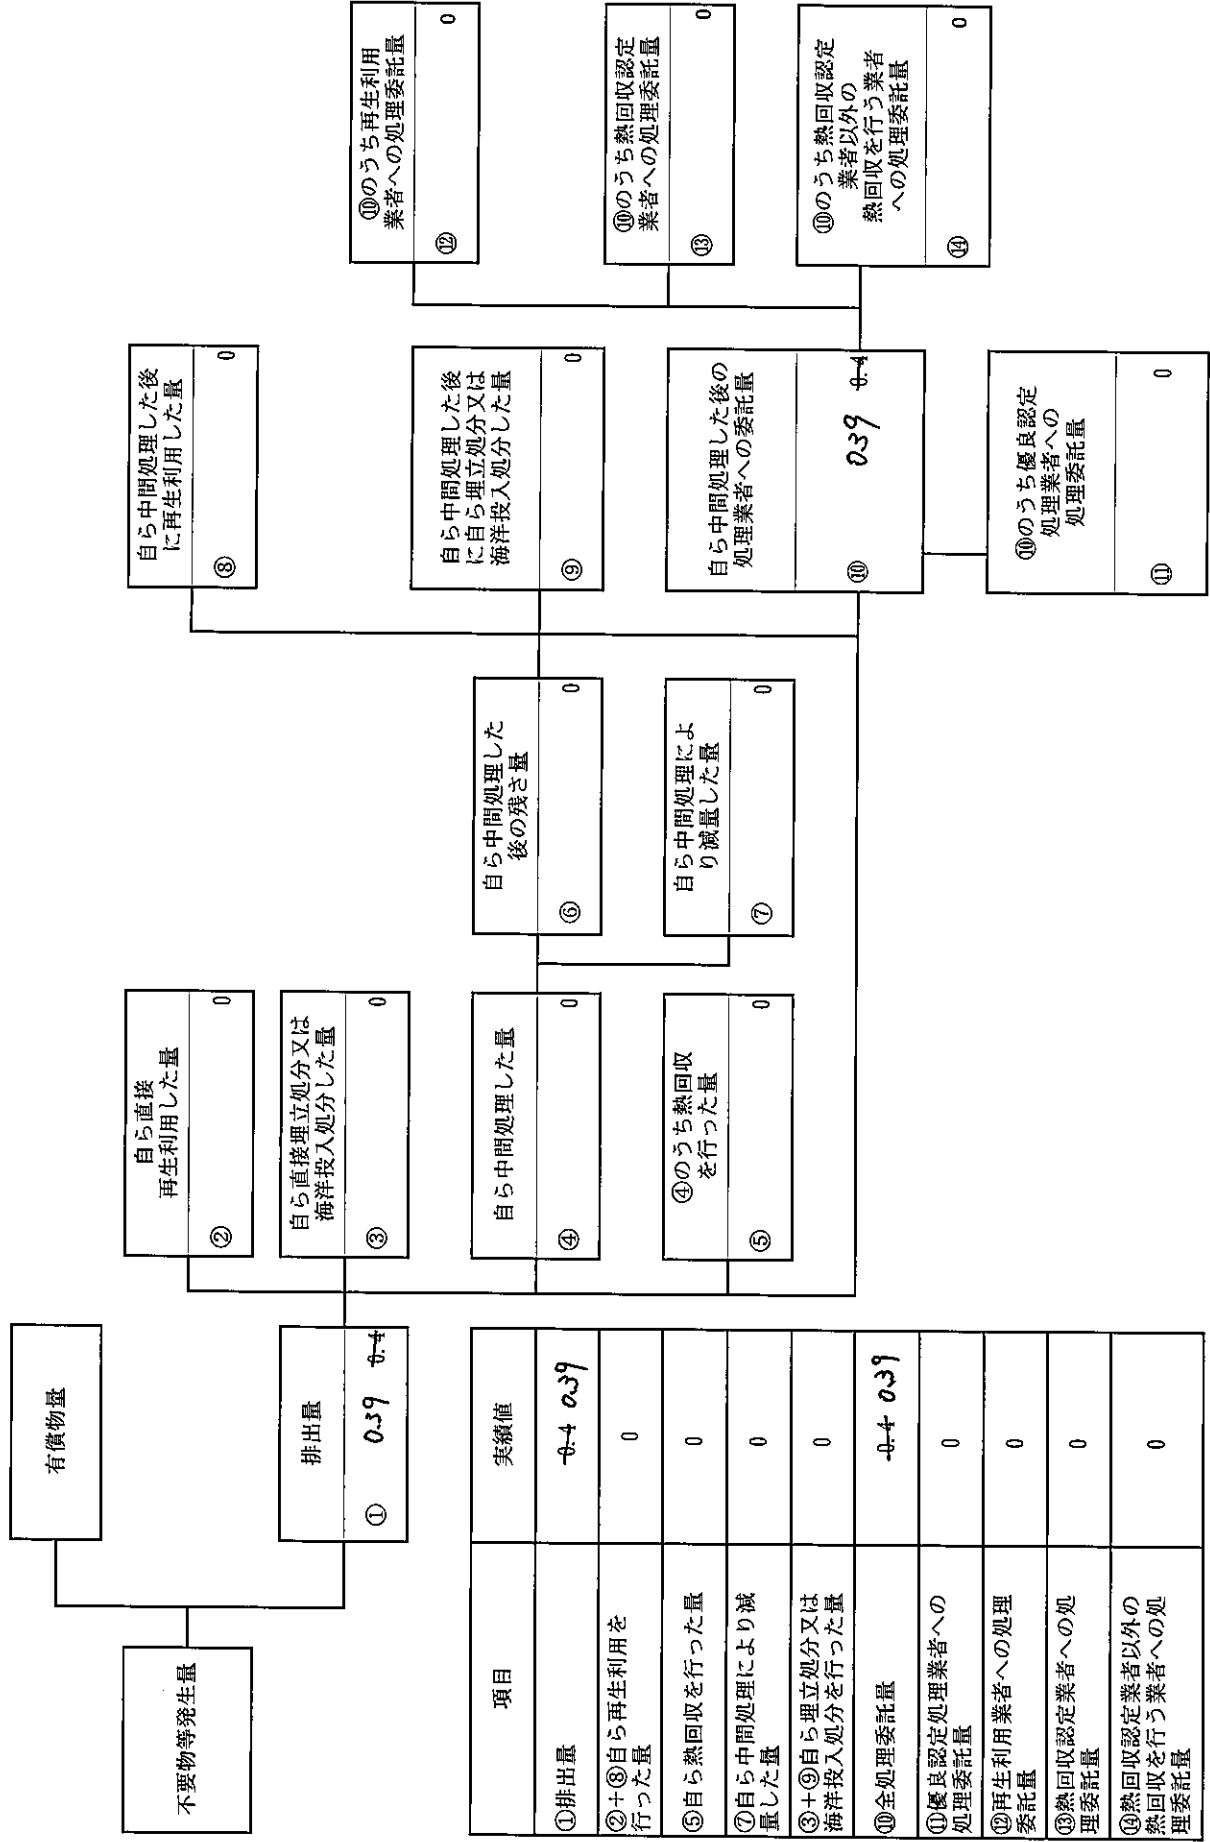 不要物等発生量
有償物量
排出量
① 0.39 0.4
自ら直接
再生利用した量
② 0
自ら直接埋立処分又は
海洋投入処分した量
③ 0
自ら中間処理した量
④ 0
④のうち熱回収
を行った量
⑤ 0
自ら中間処理した
後の残さ量
⑥ 0
自ら中間処理によ
り減量した量
⑦ 0
自ら中間処理した後
に再生利用した量
⑧ 0
自ら中間処理した後
に自ら埋立処分又は
海洋投入処分した量
⑨ 0
自ら中間処理した後の
処理業者への委託量
⑩ 0.39 0.4
⑩のうち優良認定
処理業者への
処理委託量
⑪ 0
⑩のうち再生利用
業者への処理委託量
⑫ 0
⑩のうち熱回収認定
業者への処理委託量
⑬ 0
⑩のうち熱回収認定
業者以外の
熱回収を行う業者
への処理委託量
⑭ 0
項目 実績値
①排出量 0.4 0.39
②+⑧自ら再生利用を
行った量 0
⑤自ら熱回収を行った量 0
⑦自ら中間処理により減
量した量 0
③+⑨自ら埋立処分又は
海洋投入処分を行った量 0
⑩全処理委託量 0.4 0.39
⑪優良認定処理業者への
処理委託量 0
⑫再生利用業者への処理
委託量 0
⑬熱回収認定業者への処
理委託量 0
⑭熱回収認定業者以外の
熱回収を行う業者への処
理委託量 0